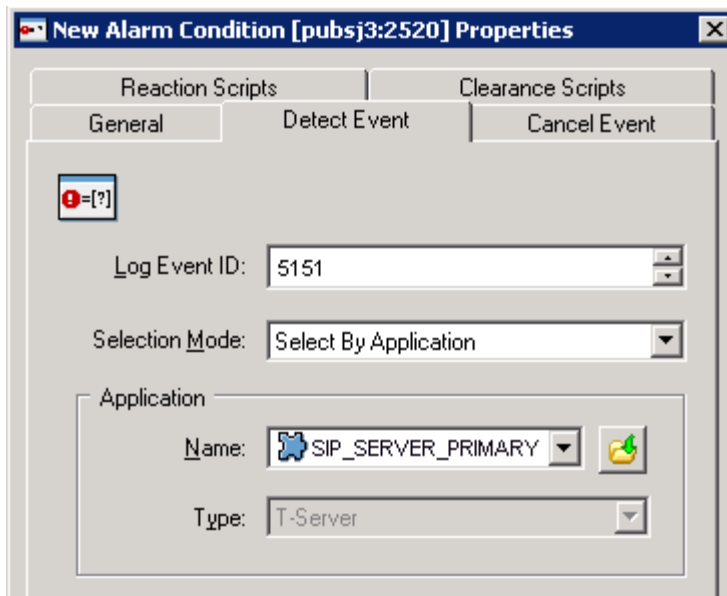 New Alarm Condition [pubsj3:2520] Properties
Reaction Scripts Clearance Scripts
General Detect Event Cancel Event
=[?]
Log Event ID: 5151
Selection Mode: Select By Application
Application
Name: SIP_SERVER_PRIMARY
Type: T-Server